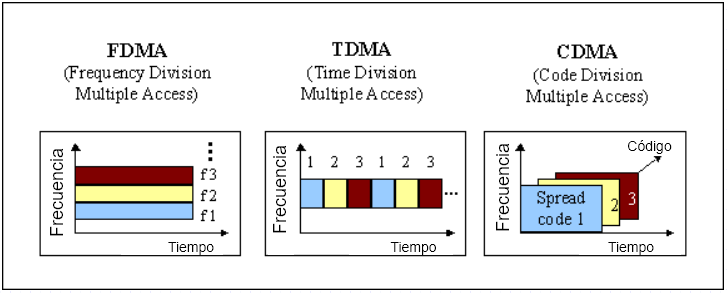 FDMA
(Frequency Division
Multiple Access)
TDMA
(Time Division
Multiple Access)
CDMA
(Code Division
Multiple Access)
Frecuencia
f3
f2
f1
Tiempo
Frecuencia
1 2 3 1 2 3
...
Tiempo
Frecuencia
Código
Spread
code 1
2
3
Tiempo